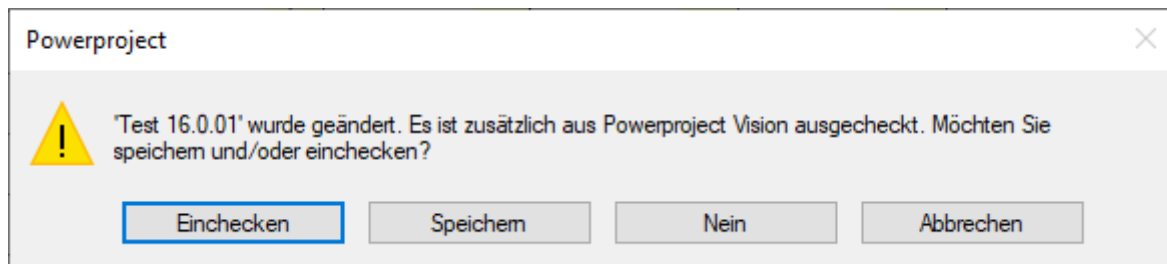 Powerproject
'Test 16.0.01' wurde geändert. Es ist zusätzlich aus Powerproject Vision ausgecheckt. Möchten Sie
speichern und/oder einchecken?
Einchecken Speichern Nein Abbrechen